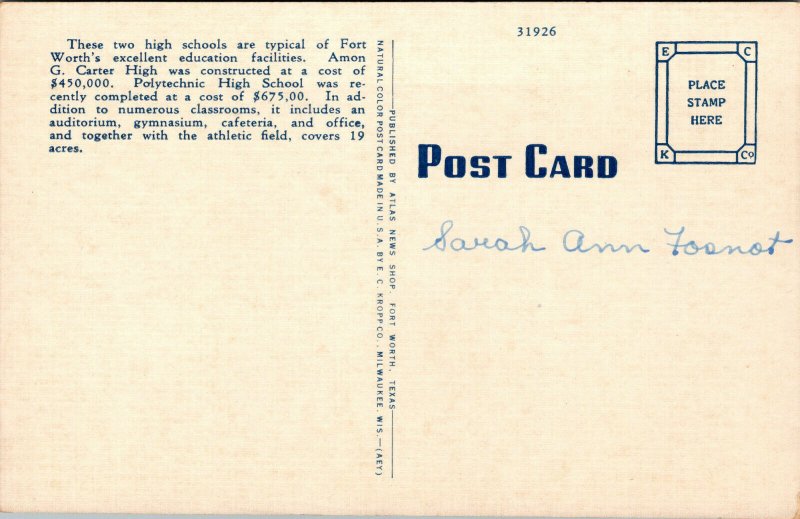 These two high schools are typical of Fort
Worth's excellent education facilities. Amon
G. Carter High was constructed at a cost of
$450,000. Polytechnic High School was re-
cently completed at a cost of $675,00. In ad-
dition to numerous classrooms, it includes an
auditorium, gymnasium, cafeteria, and office,
and together with the athletic field, covers 19
acres.
PUBLISHED BY ATLAS NEWS SHOP, FORT WORTH, TEXAS
NATURAL COLOR POST CARD MADE IN U. S. A. BY E. C. KROPP CO., MILWAUKEE, WIS.—(AEY)
31926
E C
PLACE
STAMP
HERE
K Co
POST CARD
Sarah Ann Fosnot